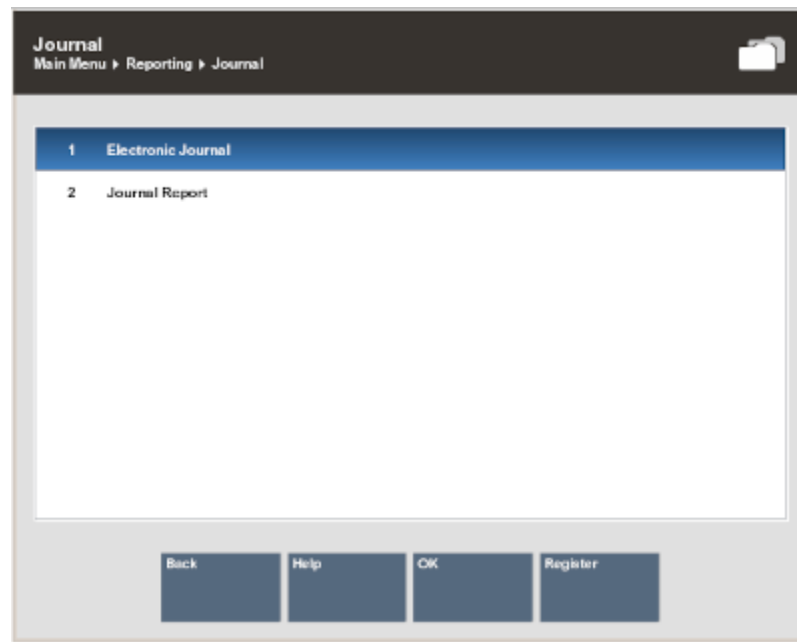 Journal
Main Menu ▸ Reporting ▸ Journal
1 Electronic Journal
2 Journal Report
Back Help OK Register